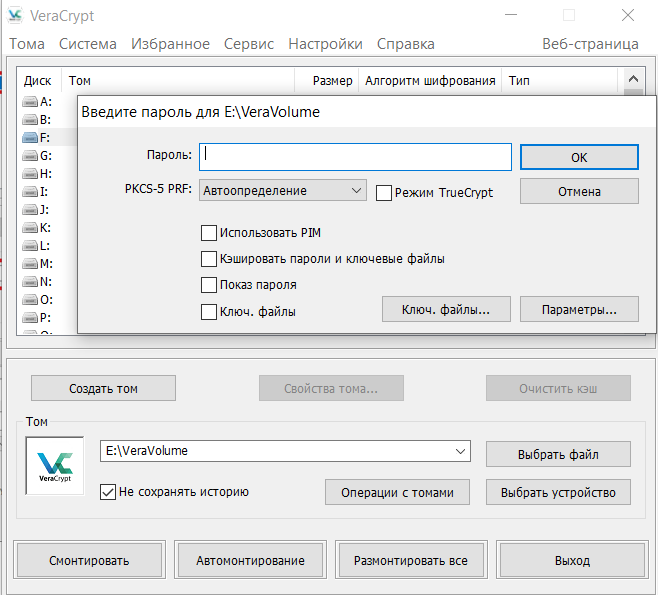 VeraCrypt
Тома Система Избранное Сервис Настройки Справка Веб-страница
Диск Том Размер Алгоритм шифрования Тип
A:
B:
F:
G:
H:
I:
J:
K:
L:
M:
N:
O:
P:
Введите пароль для E:\VeraVolume
Пароль:
OK
PKCS-5 PRF: Автоопределение Режим TrueCrypt Отмена
Использовать PIM
Кэшировать пароли и ключевые файлы
Показ пароля
Ключ. файлы Ключ. файлы... Параметры...
Создать том Свойства тома... Очистить кэш
Том
VeraCrypt
E:\VeraVolume Выбрать файл
Не сохранять историю Операции с томами Выбрать устройство
Смонтировать Автомонтирование Размонтировать все Выход